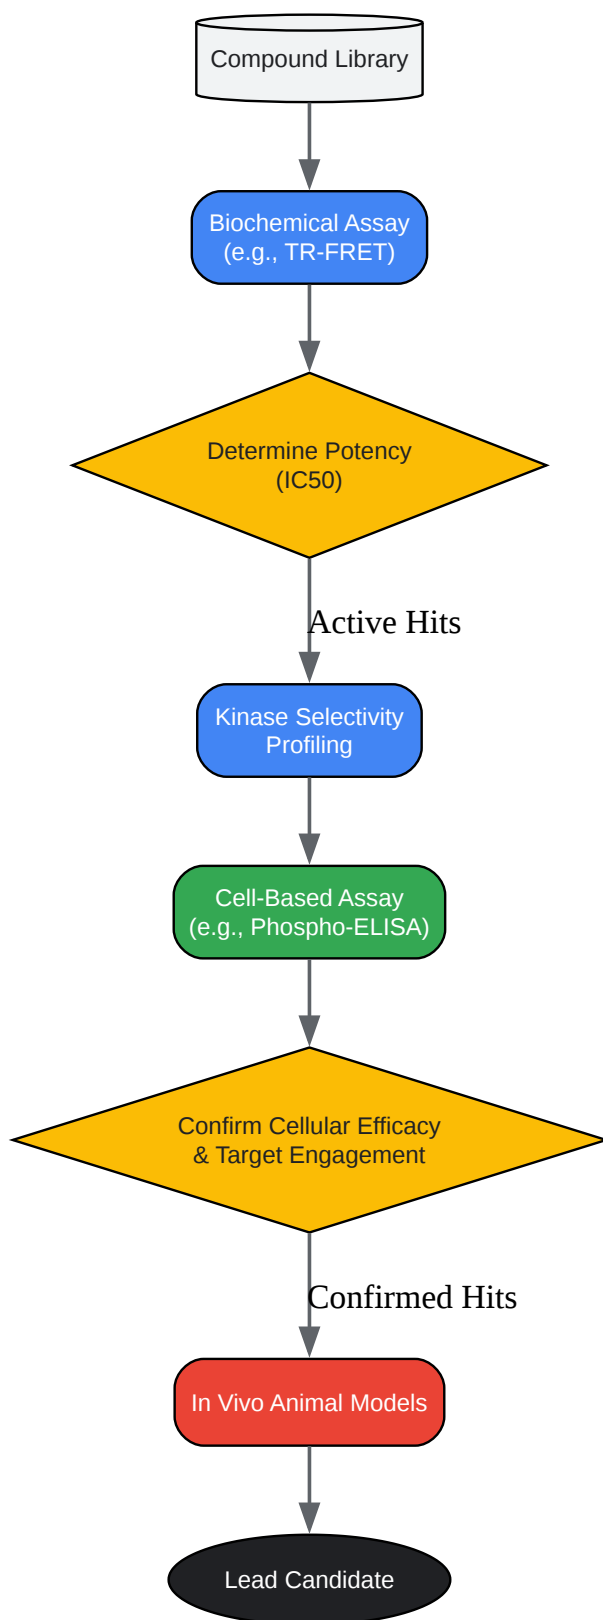 Compound Library
Biochemical Assay
(e.g., TR-FRET)
Determine Potency
(IC50)
Active Hits
Kinase Selectivity
Profiling
Cell-Based Assay
(e.g., Phospho-ELISA)
Confirm Cellular Efficacy
& Target Engagement
Confirmed Hits
In Vivo Animal Models
Lead Candidate